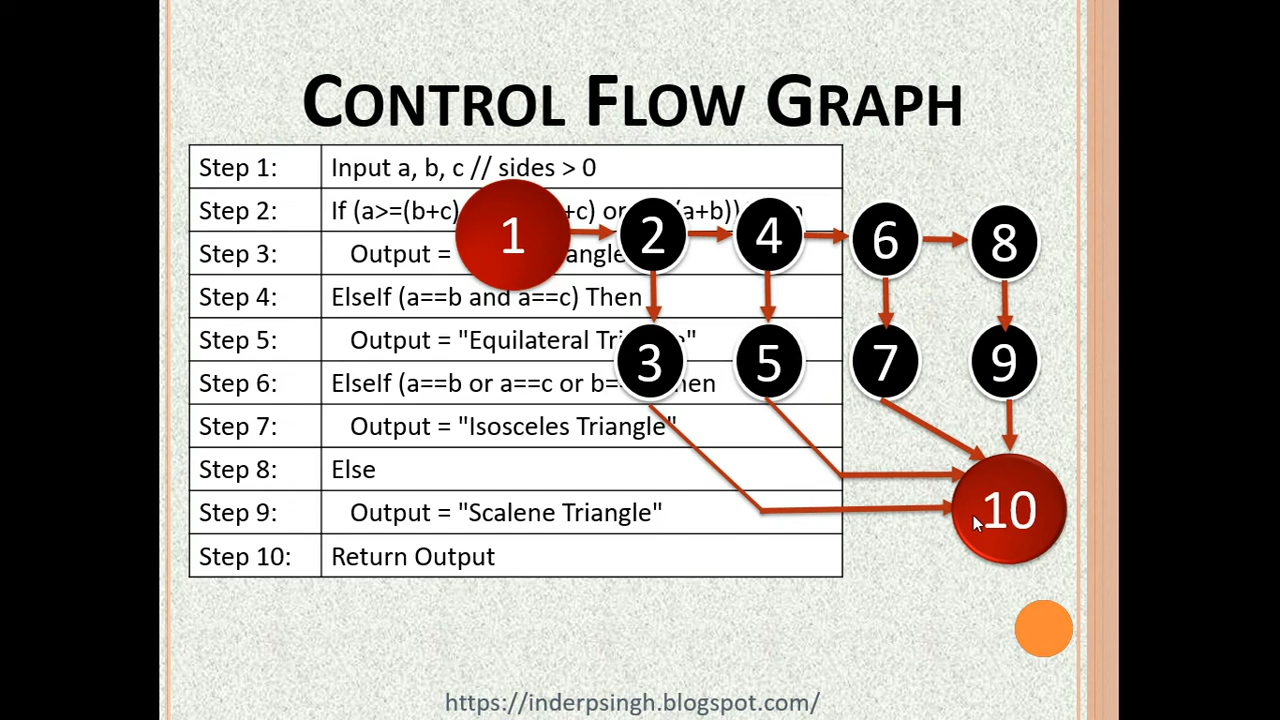 CONTROL FLOW GRAPH
Step 1: Input a, b, c // sides > 0
Step 2: If (a>=(b+c) +c) or (a+b))
Step 3: Output = angle
Step 4: ElseIf (a==b and a==c) Then
Step 5: Output = "Equilateral Tri e"
Step 6: ElseIf (a==b or a==c or b= hen
Step 7: Output = "Isosceles Triangle"
Step 8: Else
Step 9: Output = "Scalene Triangle"
Step 10: Return Output
1 2 4 6 8
3 5 7 9
10
https://inderpsingh.blogspot.com/